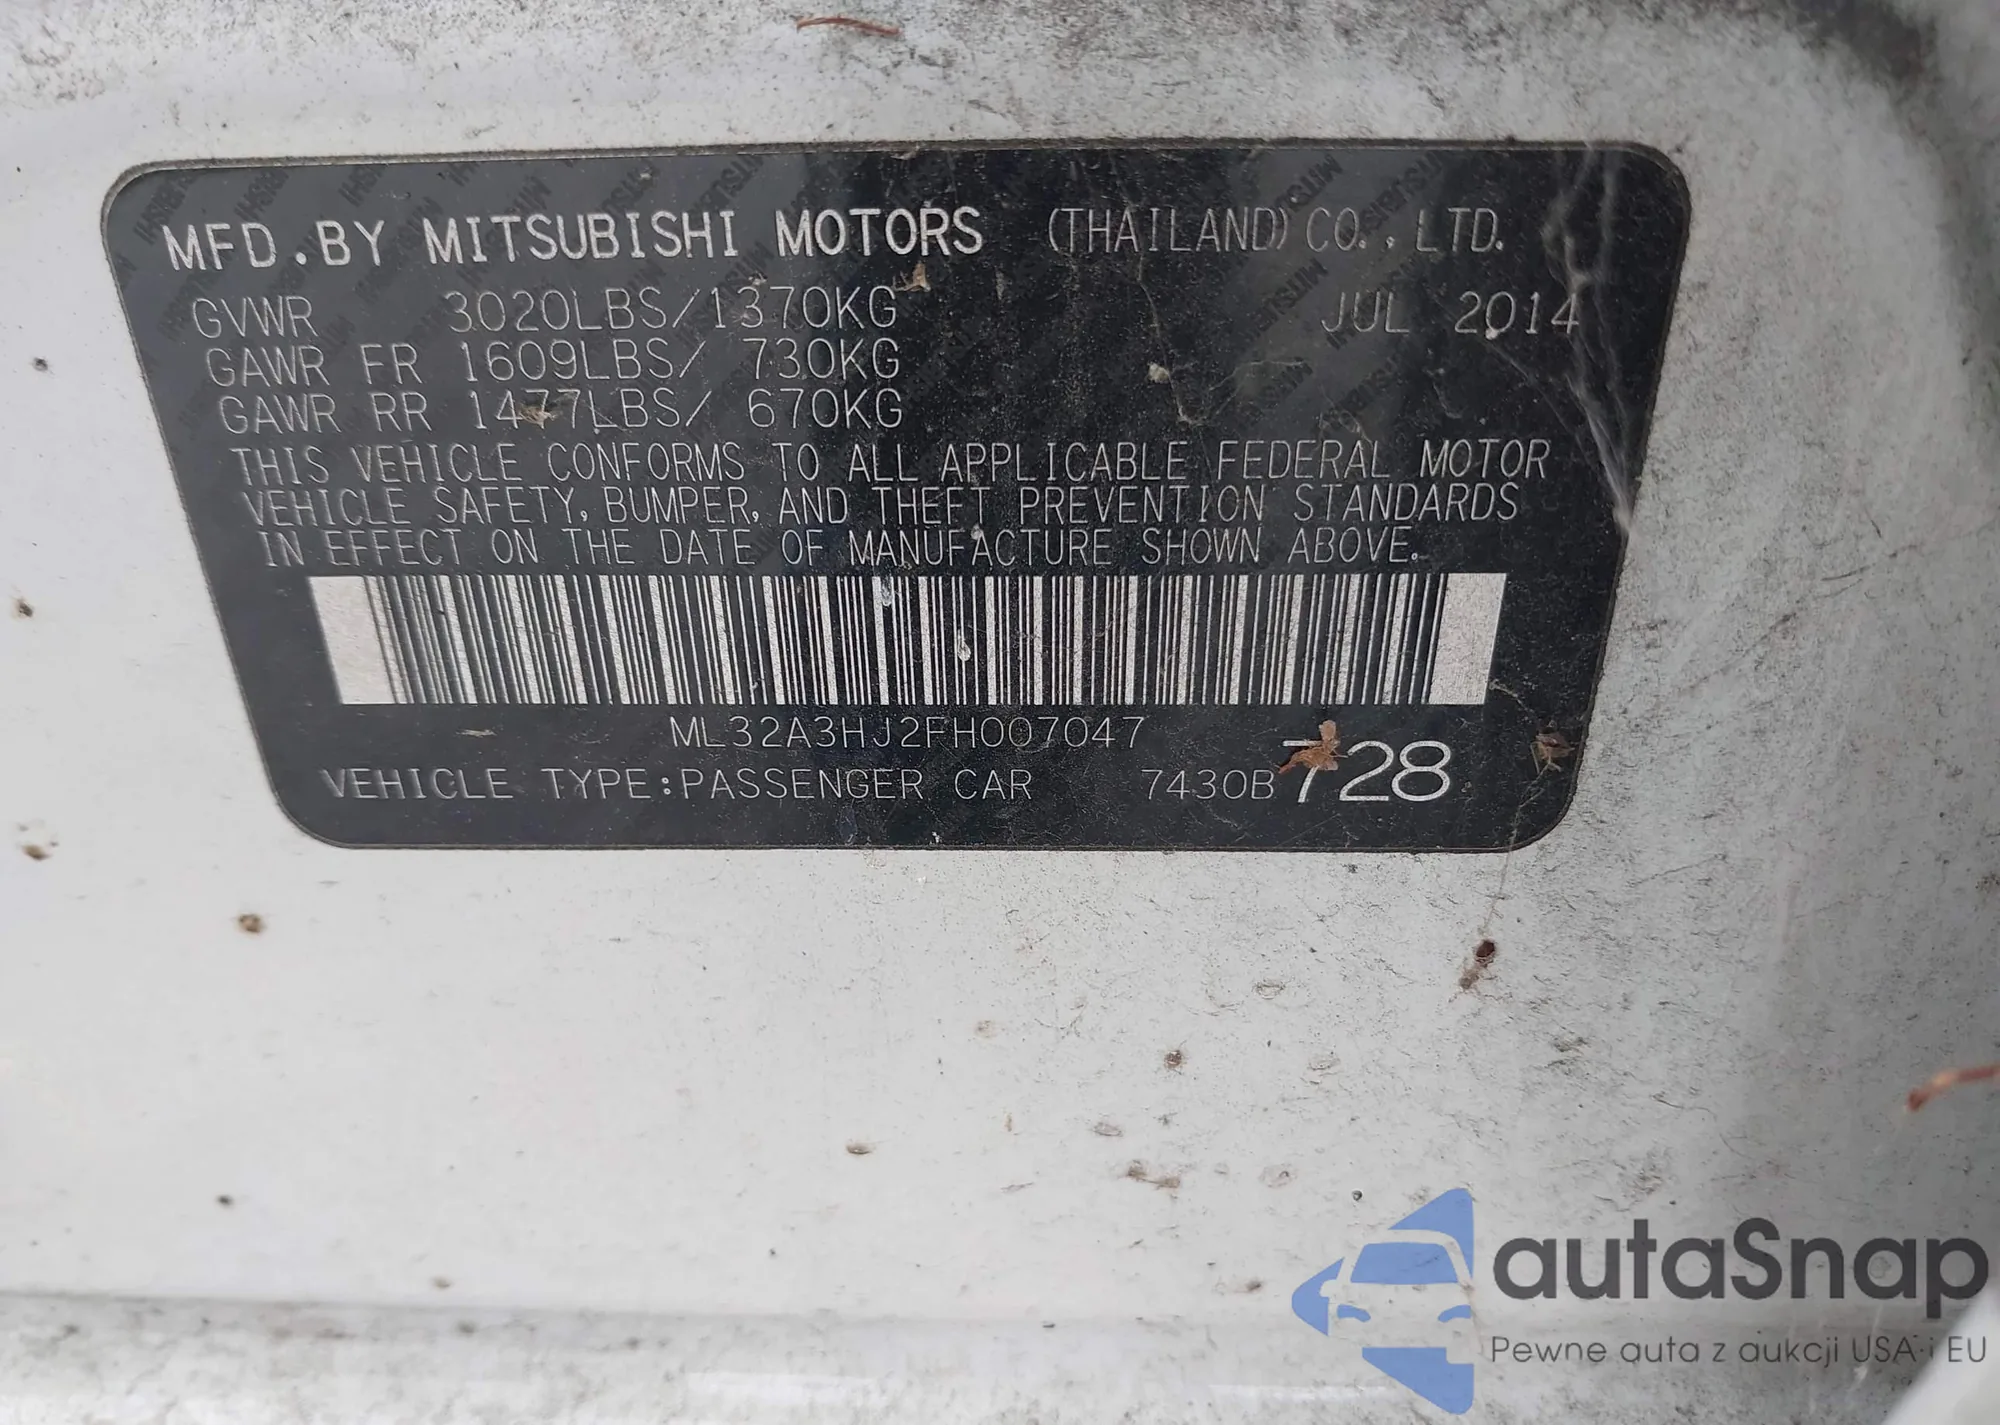 MFD.BY MITSUBISHI MOTORS (THAILAND) CO.,LTD.
GVWR 3020LBS/1370KG JUL 2014
GAWR FR 1609LBS/ 730KG
GAWR RR 1477LBS/ 670KG
THIS VEHICLE CONFORMS TO ALL APPLICABLE FEDERAL MOTOR
VEHICLE SAFETY, BUMPER, AND THEFT PREVENTION STANDARDS
IN EFFECT ON THE DATE OF MANUFACTURE SHOWN ABOVE.
ML32A3HJ2FH007047
VEHICLE TYPE:PASSENGER CAR 7430B 728
autaSnap
Pewne auta z aukcji USA i EU